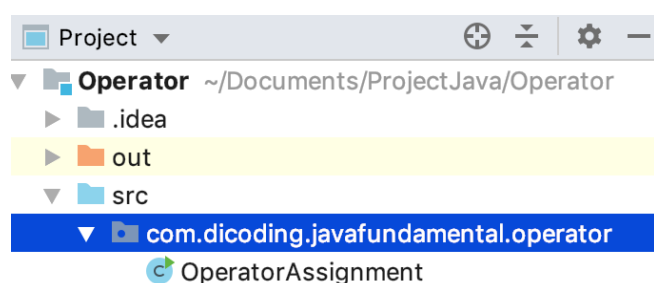 Project
Operator ~/Documents/ProjectJava/Operator
.idea
out
src
com.dicoding.javafundamental.operator
C OperatorAssignment